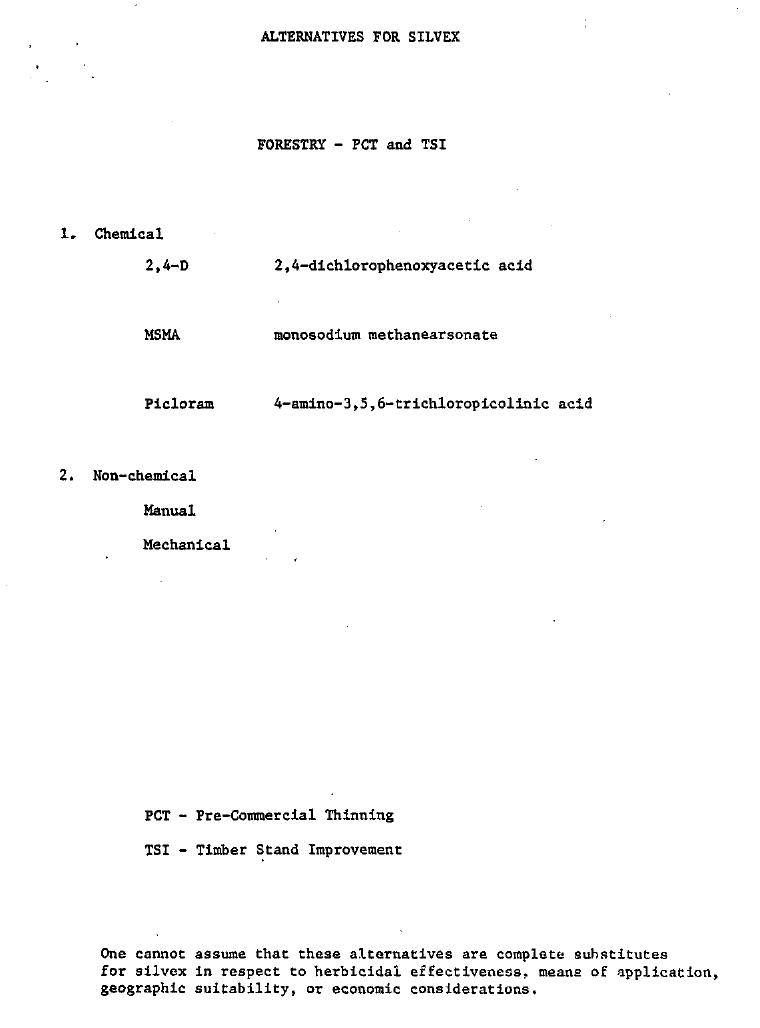 ALTERNATIVES FOR SILVEX
FORESTRY - PCT and TSI
1. Chemical
2,4-D 2,4-dichlorophenoxyacetic acid
MSMA monosodium methanearsonate
Picloram 4-amino-3,5,6-trichloropicolinic acid
2. Non-chemical
Manual
Mechanical
PCT - Pre-Commercial Thinning
TSI - Timber Stand Improvement
One cannot assume that these alternatives are complete substitutes
for silvex in respect to herbicidal effectiveness, means of application,
geographic suitability, or economic considerations.